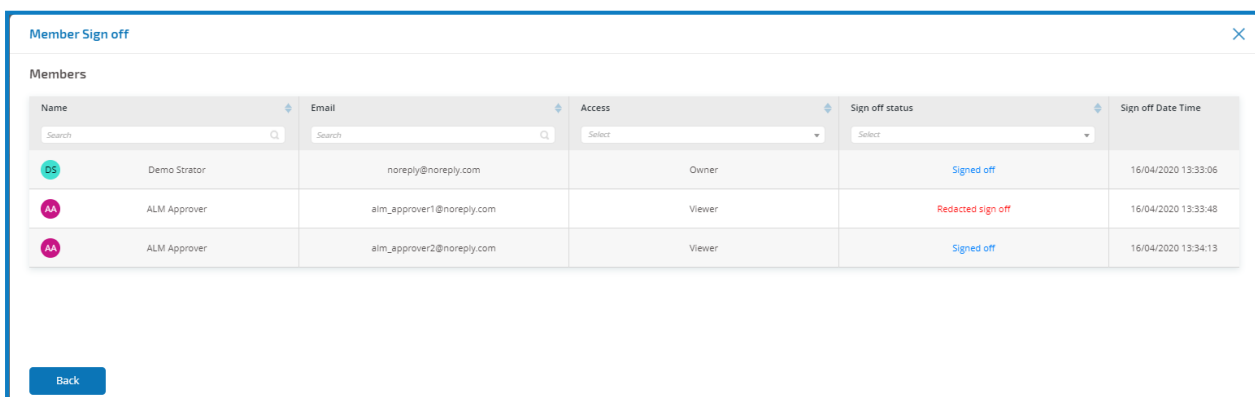 Member Sign off
Members
Name Email Access Sign off status Sign off Date Time
Search Search Select Select
DS Demo Strator noreply@noreply.com Owner Signed off 16/04/2020 13:33:06
AA ALM Approver alm_approver1@noreply.com Viewer Redacted sign off 16/04/2020 13:33:48
AA ALM Approver alm_approver2@noreply.com Viewer Signed off 16/04/2020 13:34:13
Back